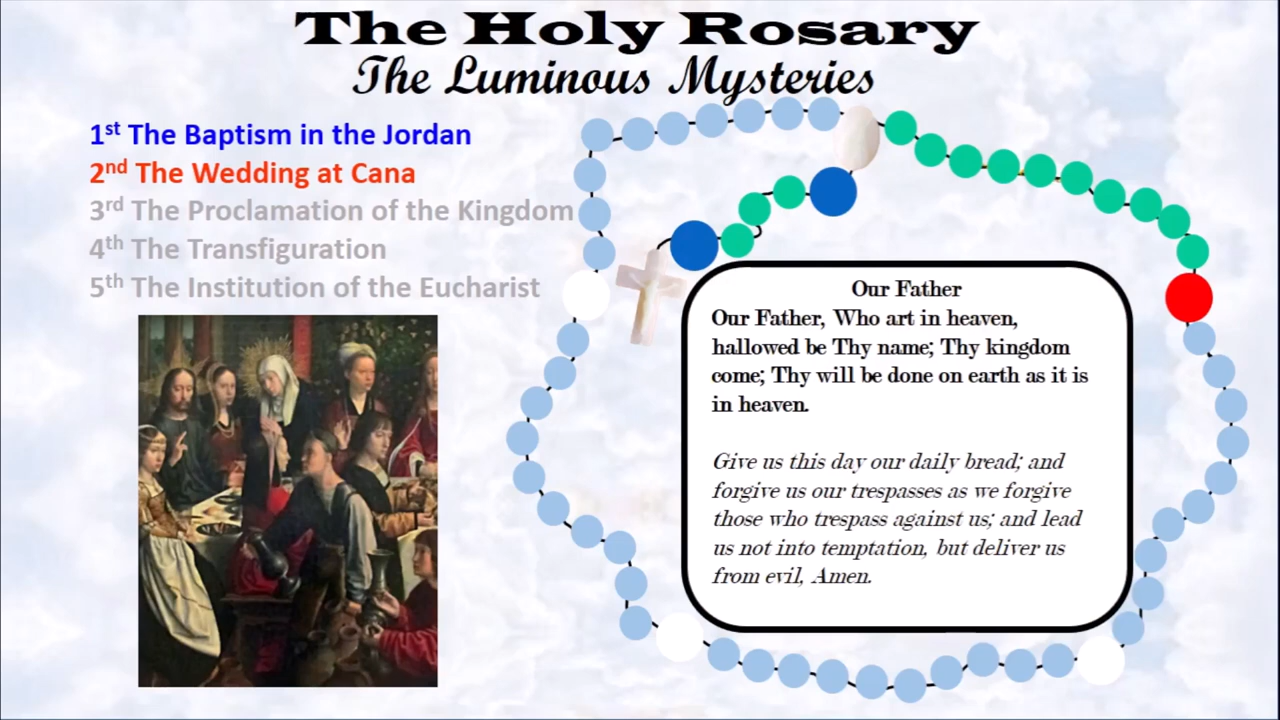 The Holy Rosary
The Luminous Mysteries
1st The Baptism in the Jordan
2nd The Wedding at Cana
3rd The Proclamation of the Kingdom
4th The Transfiguration
5th The Institution of the Eucharist
Our Father
Our Father, Who art in heaven,
hallowed be Thy name; Thy kingdom
come; Thy will be done on earth as it is
in heaven.
Give us this day our daily bread; and
forgive us our trespasses as we forgive
those who trespass against us; and lead
us not into temptation, but deliver us
from evil, Amen.